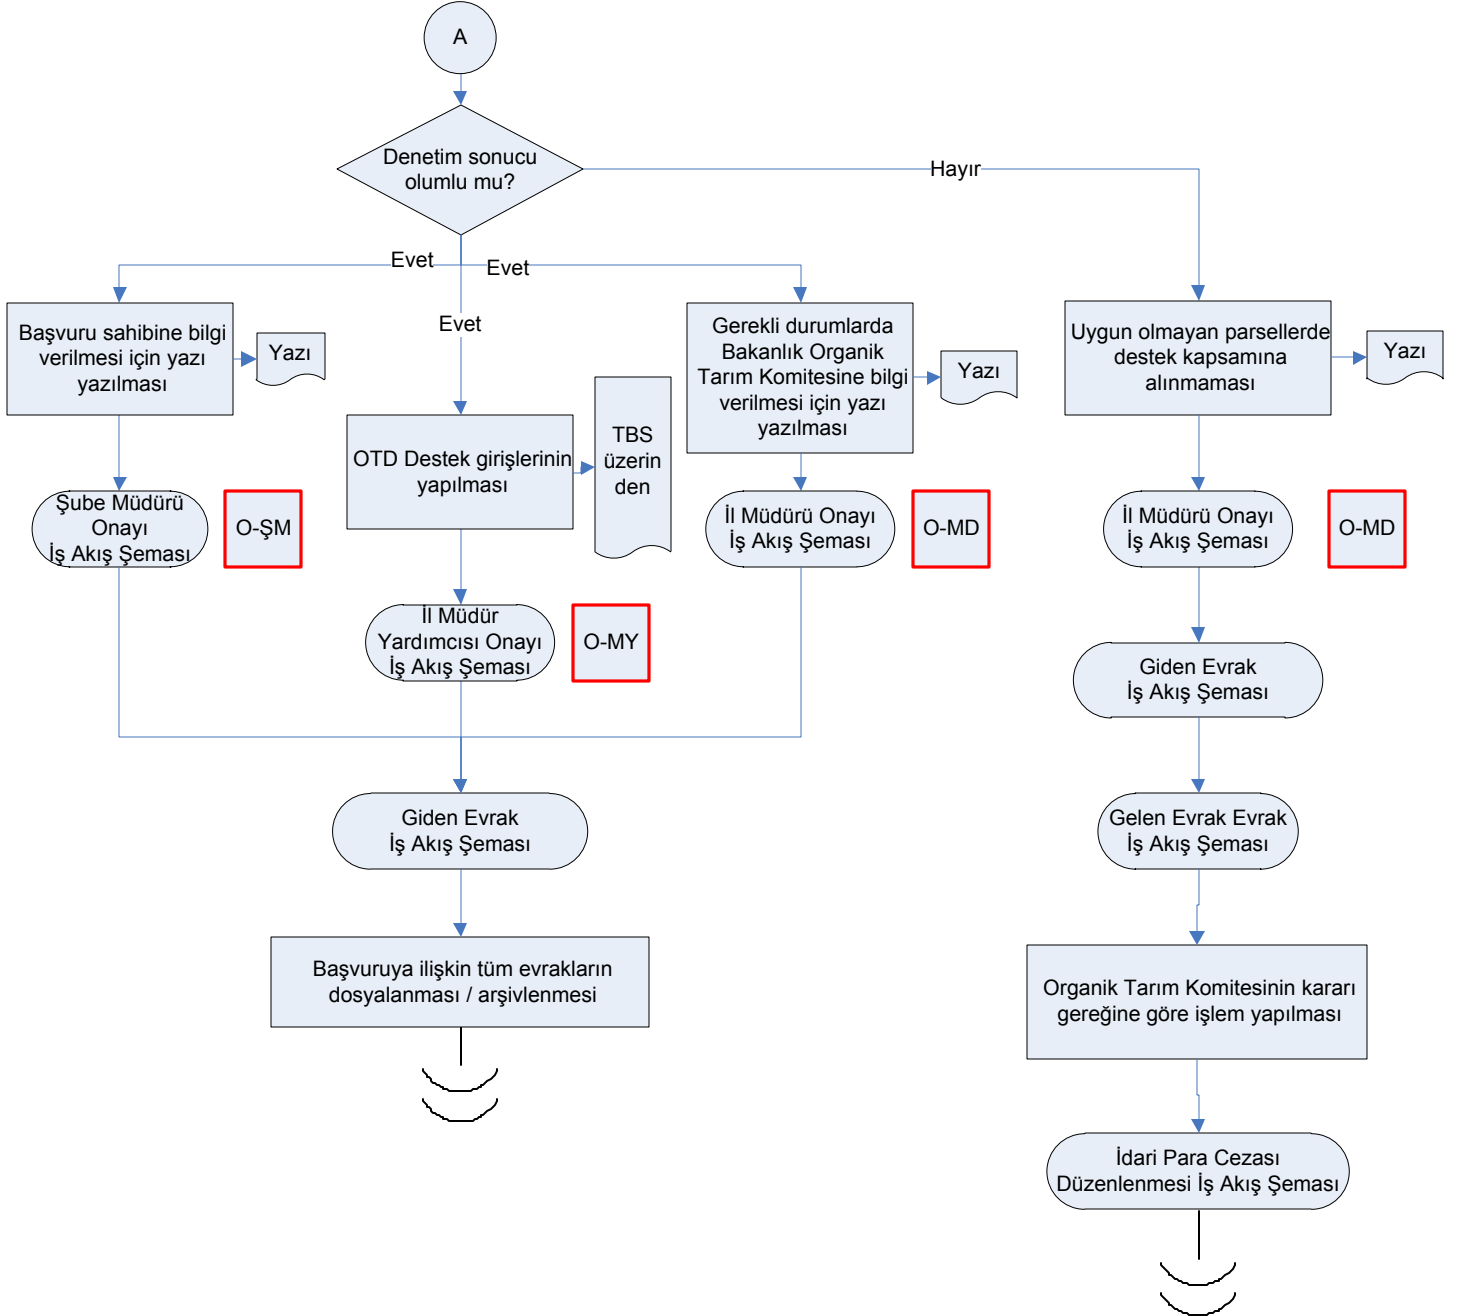 A
Denetim sonucu
olumlu mu?
Hayır
Evet
Evet
Evet
Başvuru sahibine bilgi
verilmesi için yazı
yazılması
Yazı
OTD Destek girişlerinin
yapılması
TBS
üzerin
den
Gerekli durumlarda
Bakanlık Organik
Tarım Komitesine bilgi
verilmesi için yazı
yazılması
Yazı
Uygun olmayan parsellerde
destek kapsamına
alınmaması
Yazı
Şube Müdürü
Onayı
İş Akış Şeması
O-ŞM
İl Müdürü Onayı
İş Akış Şeması
O-MD
İl Müdürü Onayı
İş Akış Şeması
O-MD
İl Müdür
Yardımcısı Onayı
İş Akış Şeması
O-MY
Giden Evrak
İş Akış Şeması
Giden Evrak
İş Akış Şeması
Gelen Evrak Evrak
İş Akış Şeması
Başvuruya ilişkin tüm evrakların
dosyalanması / arşivlenmesi
Organik Tarım Komitesinin kararı
gereğine göre işlem yapılması
İdari Para Cezası
Düzenlenmesi İş Akış Şeması